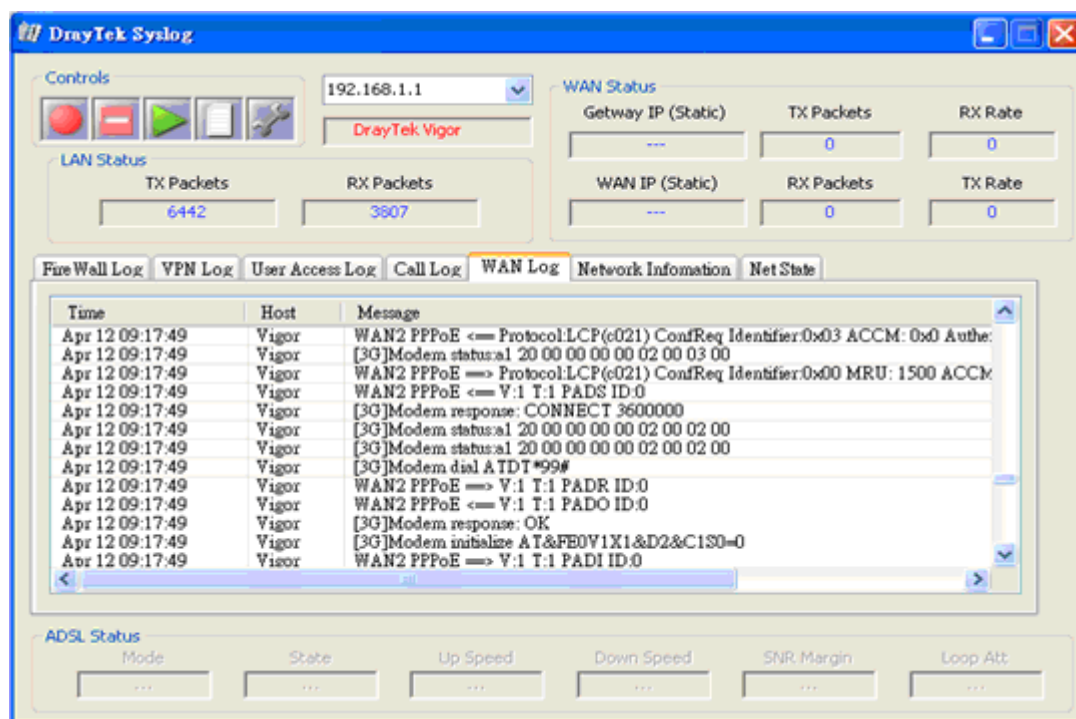 DrayTek Syslog
Controls
192.168.1.1
DrayTek Vigor
WAN Status
Getway IP (Static) TX Packets RX Rate
--- 0 0
WAN IP (Static) RX Packets TX Rate
--- 0 0
LAN Status
TX Packets RX Packets
6442 3807
Fire Wall Log VPN Log User Access Log Call Log WAN Log Network Infomation Net State
Time Host Message
Apr 12 09:17:49 Vigor WAN2 PPPoE <== Protocol:LCP(c021) ConfReq Identifier:0x03 ACCM: 0x0 Authe:
Apr 12 09:17:49 Vigor [3G]Modem status:a1 20 00 00 00 00 02 00 03 00
Apr 12 09:17:49 Vigor WAN2 PPPoE ==> Protocol:LCP(c021) ConfReq Identifier:0x00 MRU: 1500 ACCM
Apr 12 09:17:49 Vigor WAN2 PPPoE <== V:1 T:1 PADS ID:0
Apr 12 09:17:49 Vigor [3G]Modem response: CONNECT 3600000
Apr 12 09:17:49 Vigor [3G]Modem status:a1 20 00 00 00 00 02 00 02 00
Apr 12 09:17:49 Vigor [3G]Modem status:a1 20 00 00 00 00 02 00 02 00
Apr 12 09:17:49 Vigor [3G]Modem dial ATDT*99#
Apr 12 09:17:49 Vigor WAN2 PPPoE ==> V:1 T:1 PADR ID:0
Apr 12 09:17:49 Vigor WAN2 PPPoE <== V:1 T:1 PADO ID:0
Apr 12 09:17:49 Vigor [3G]Modem response: OK
Apr 12 09:17:49 Vigor [3G]Modem initialize AT&FE0V1X1&D2&C1S0=0
Apr 12 09:17:49 Vigor WAN2 PPPoE ==> V:1 T:1 PADI ID:0
ADSL Status
Mode State Up Speed Down Speed SNR Margin Loop Att
... ... ... ... ... ...